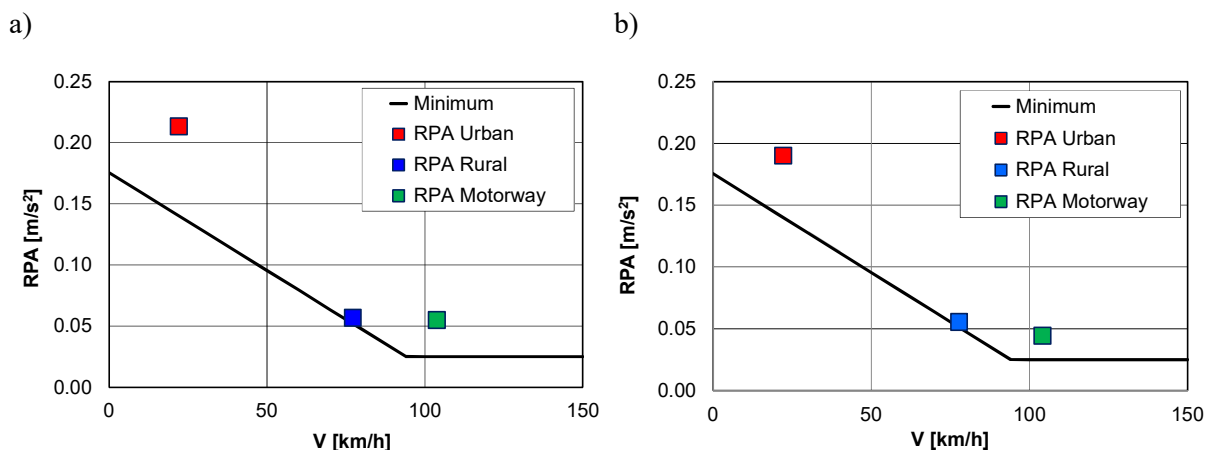 a)
0.25
0.20
0.15
0.10
0.05
0.00
RPA [m/s²]
Minimum
RPA Urban
RPA Rural
RPA Motorway
0
50
100
150
V [km/h]
b)
0.25
0.20
0.15
0.10
0.05
0.00
RPA [m/s²]
Minimum
RPA Urban
RPA Rural
RPA Motorway
0
50
100
150
V [km/h]